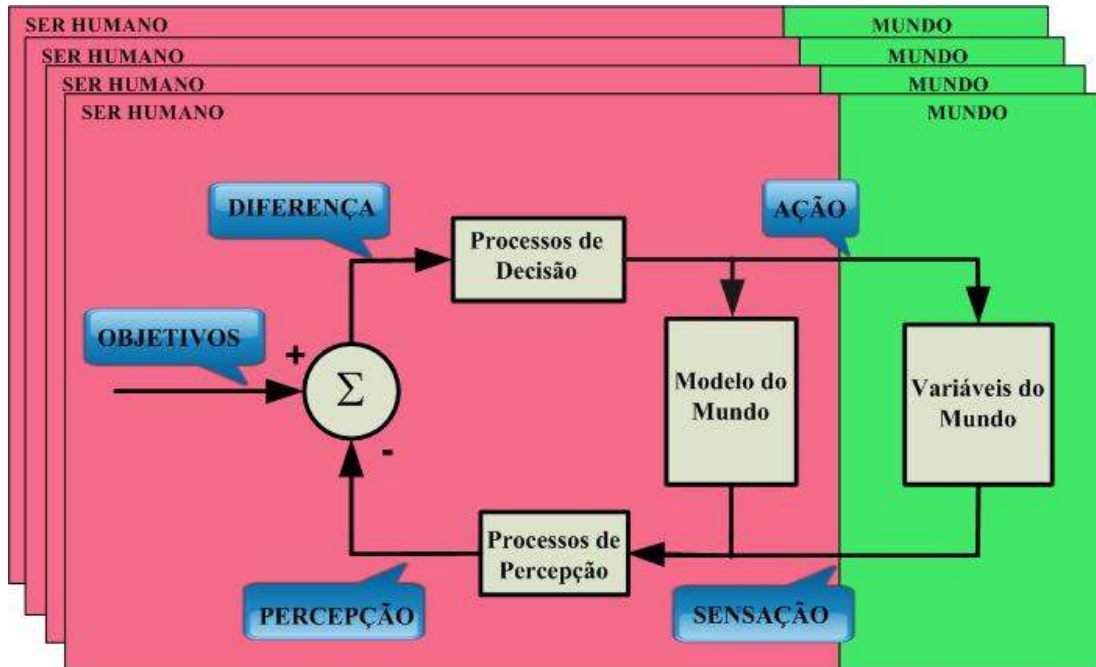 SER HUMANO MUNDO
SER HUMANO MUNDO
SER HUMANO MUNDO
SER HUMANO MUNDO
DIFERENÇA
AÇÃO
Processos de
Decisão
OBJETIVOS
+
Σ
Modelo do
Mundo
Variáveis do
Mundo
-
Processos de
Percepção
PERCEPÇÃO
SENSAÇÃO